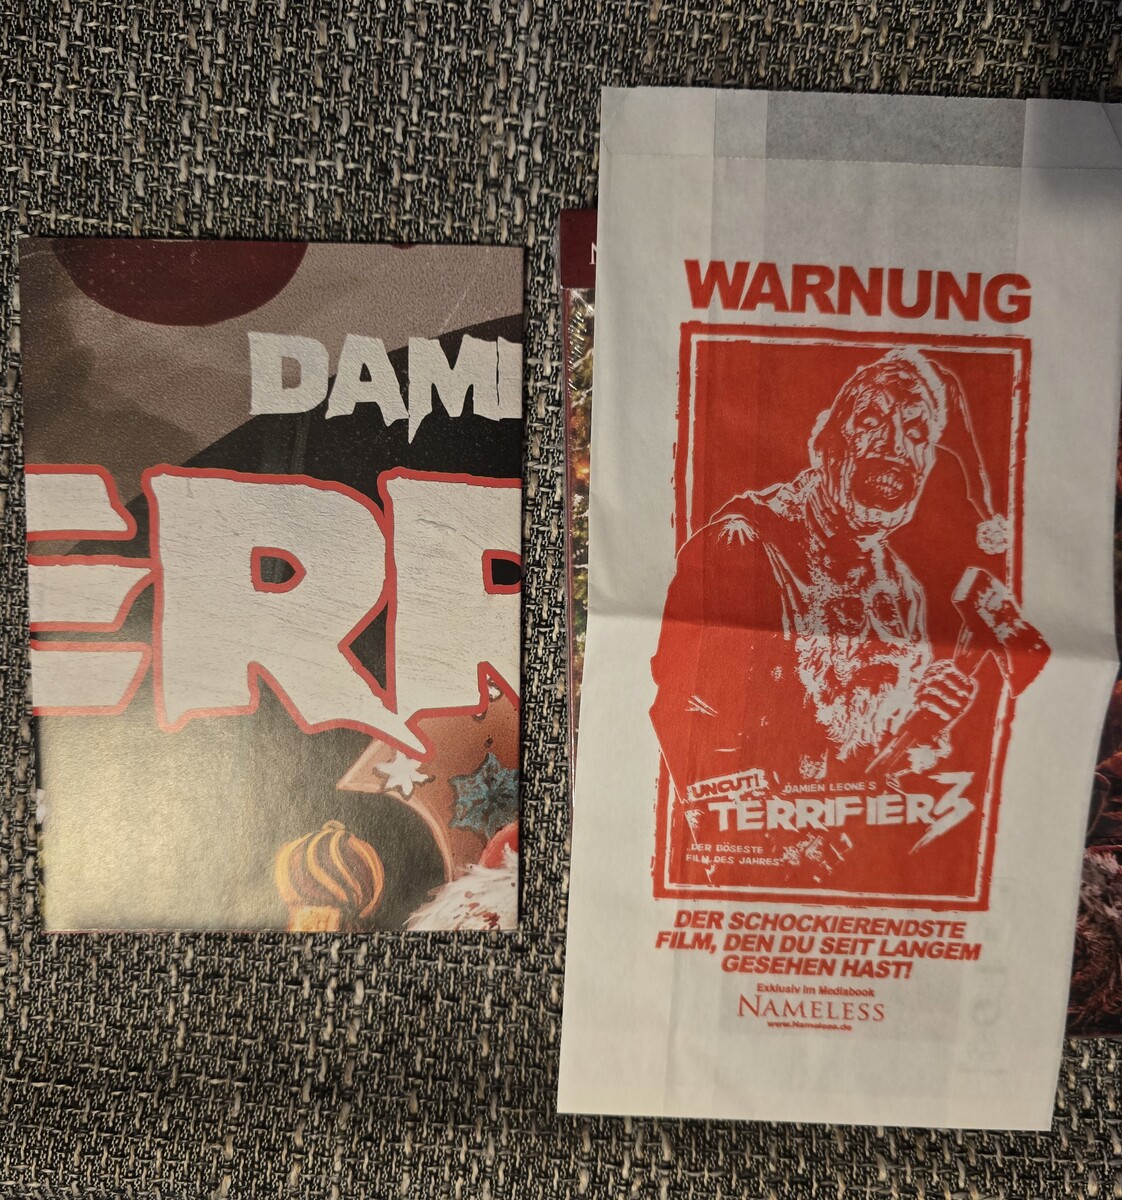 DAMI
ERR
N
WARNUNG
UNCUT!
DAMIEN LEONE'S
TERRIFIER 3
"DER BÖSESTE
FILM DES JAHRES"
DER SCHOCKIERENDSTE
FILM, DEN DU SEIT LANGEM
GESEHEN HAST!
Exklusiv im Mediabook
NAMELESS
www.Nameless.de